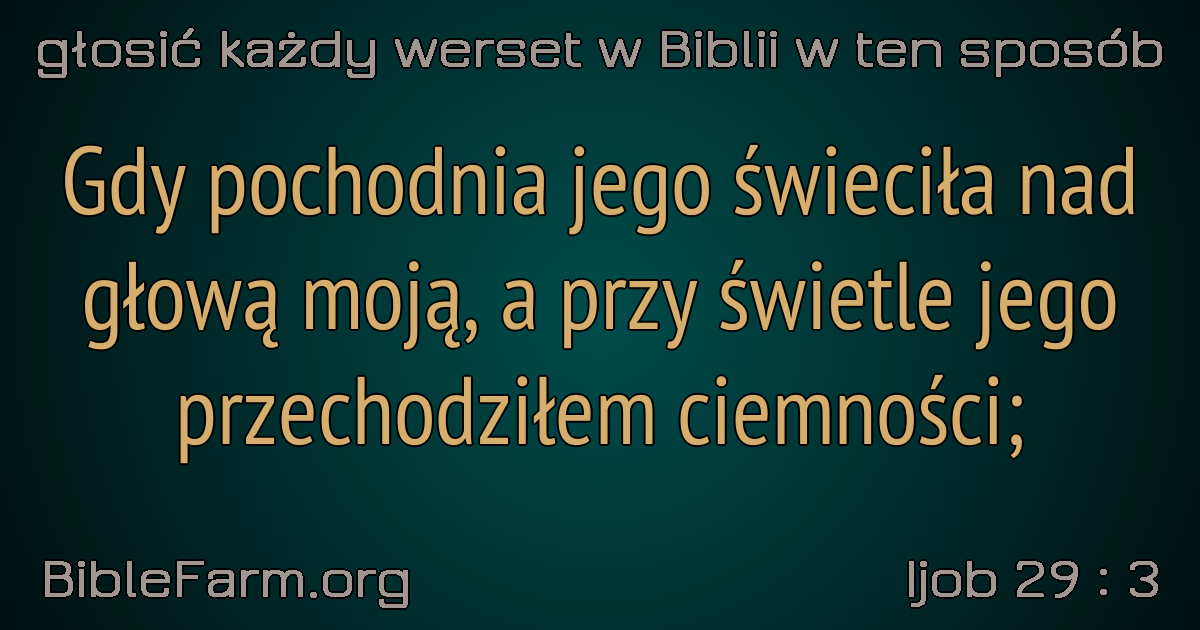 głosić każdy werset w Biblii w ten sposób
Gdy pochodnia jego świeciła nad
głową moją, a przy świetle jego
przechodziłem ciemności;
BibleFarm.org
Ijob 29 : 3